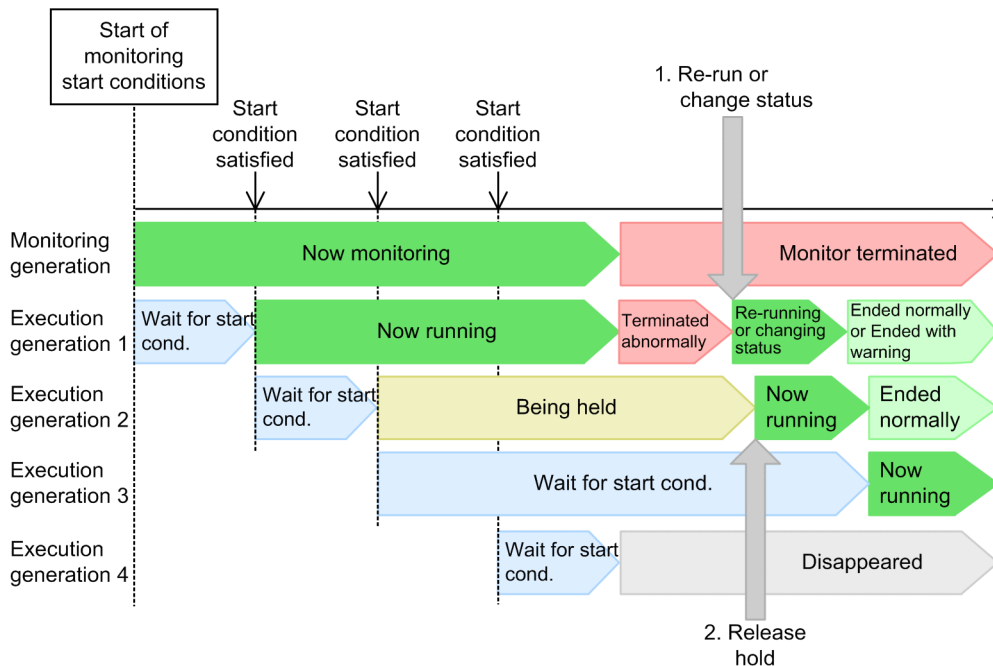 Start of
monitoring
start conditions
1. Re-run or
change status
Start
condition
satisfied
Start
condition
satisfied
Start
condition
satisfied
Monitoring
generation
Now monitoring
Monitor terminated
Execution
generation 1
Wait for start
cond.
Now running
Terminated
abnormally
Re-running
or changing
status
Ended normally
or Ended with
warning
Execution
generation 2
Wait for start
cond.
Being held
Now
running
Ended
normally
Execution
generation 3
Wait for start cond.
Now
running
Execution
generation 4
Wait for start
cond.
Disappeared
2. Release
hold